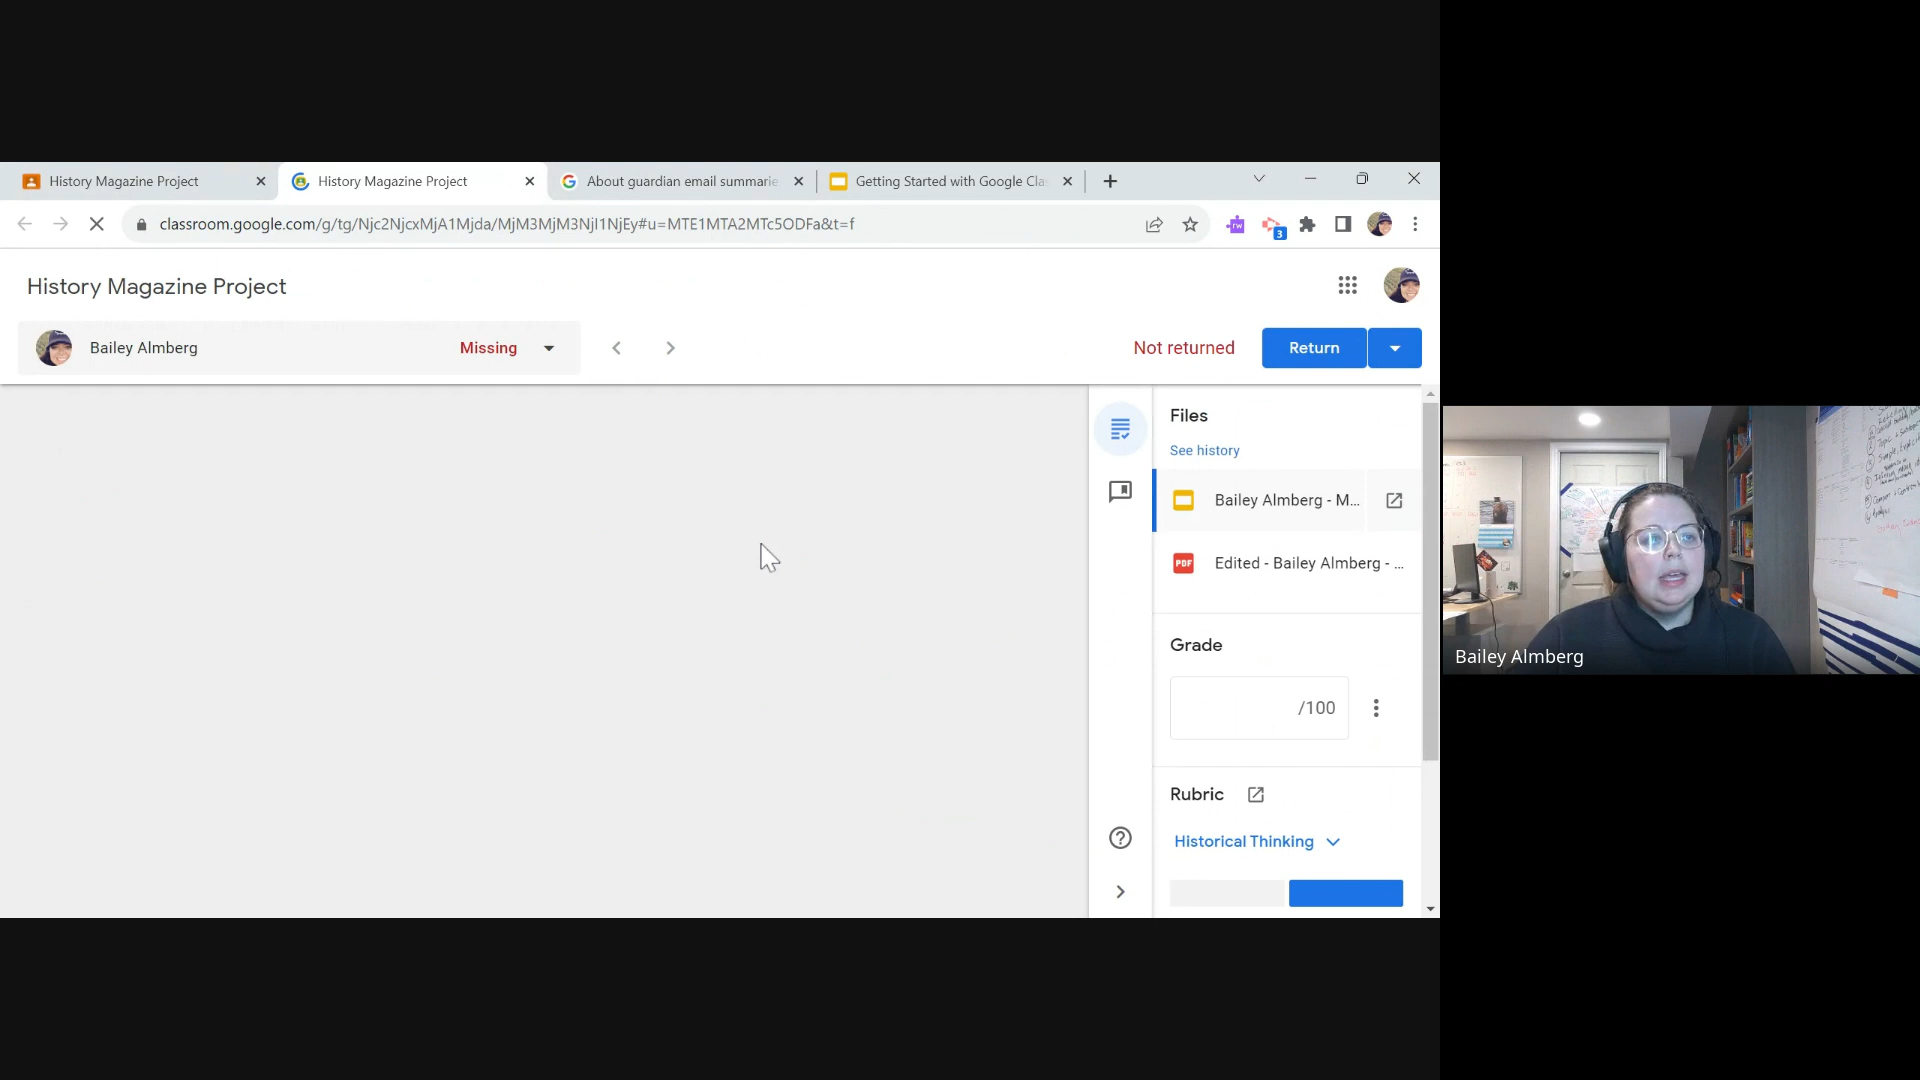 History Magazine Project
History Magazine Project
About guardian email summarie
Getting Started with Google Cla
classroom.google.com/g/tg/Njc2NjcxMjA1Mjda/MjM3MjM3NjI1NjEy#u=MTE1MTA2MTc5ODFa&t=f
rw
3
History Magazine Project
Bailey Almberg
Missing
Not returned
Return
Files
See history
Bailey Almberg - M...
PDF
Edited - Bailey Almberg - ...
Grade
/100
Rubric
Historical Thinking
Bailey Almberg